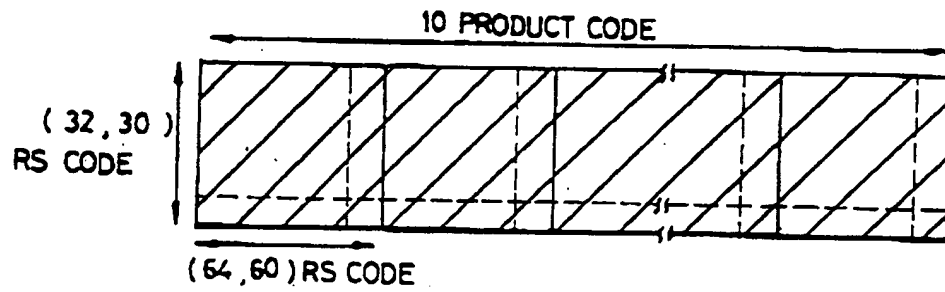 10 PRODUCT CODE
( 32, 30 )
RS CODE
(64,60) RS CODE